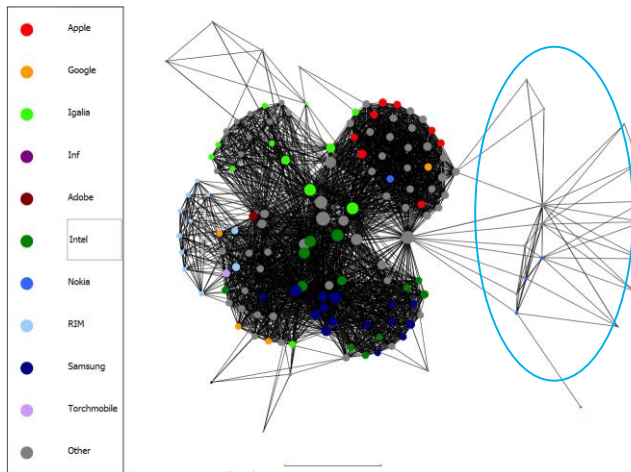 Apple
Google
Igalia
Inf
Adobe
Intel
Nokia
RIM
Samsung
Torchmobile
Other